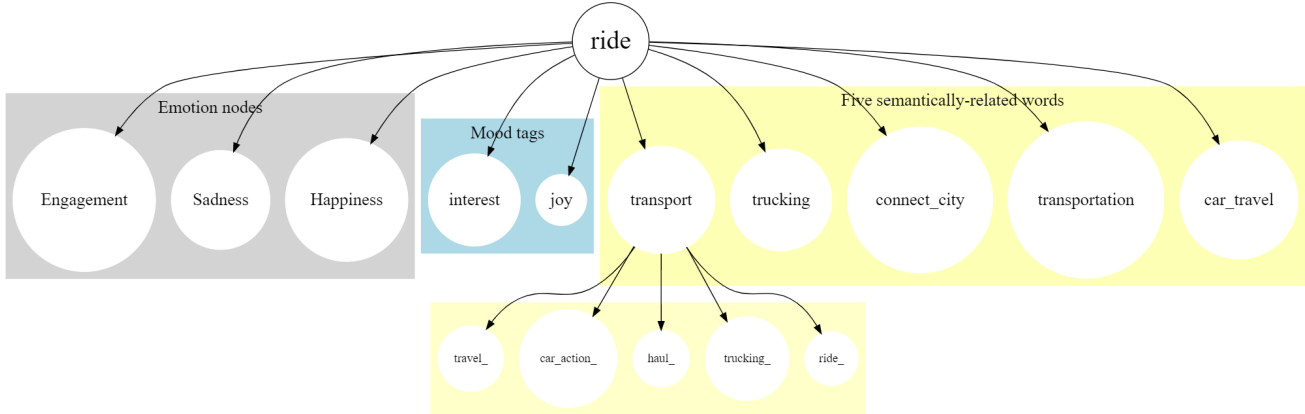 ride
Emotion nodes
Mood tags
Five semantically-related words
Engagement
Sadness
Happiness
interest
joy
transport
trucking
connect_city
transportation
car_travel
travel_
car_action_
haul_
trucking_
ride_